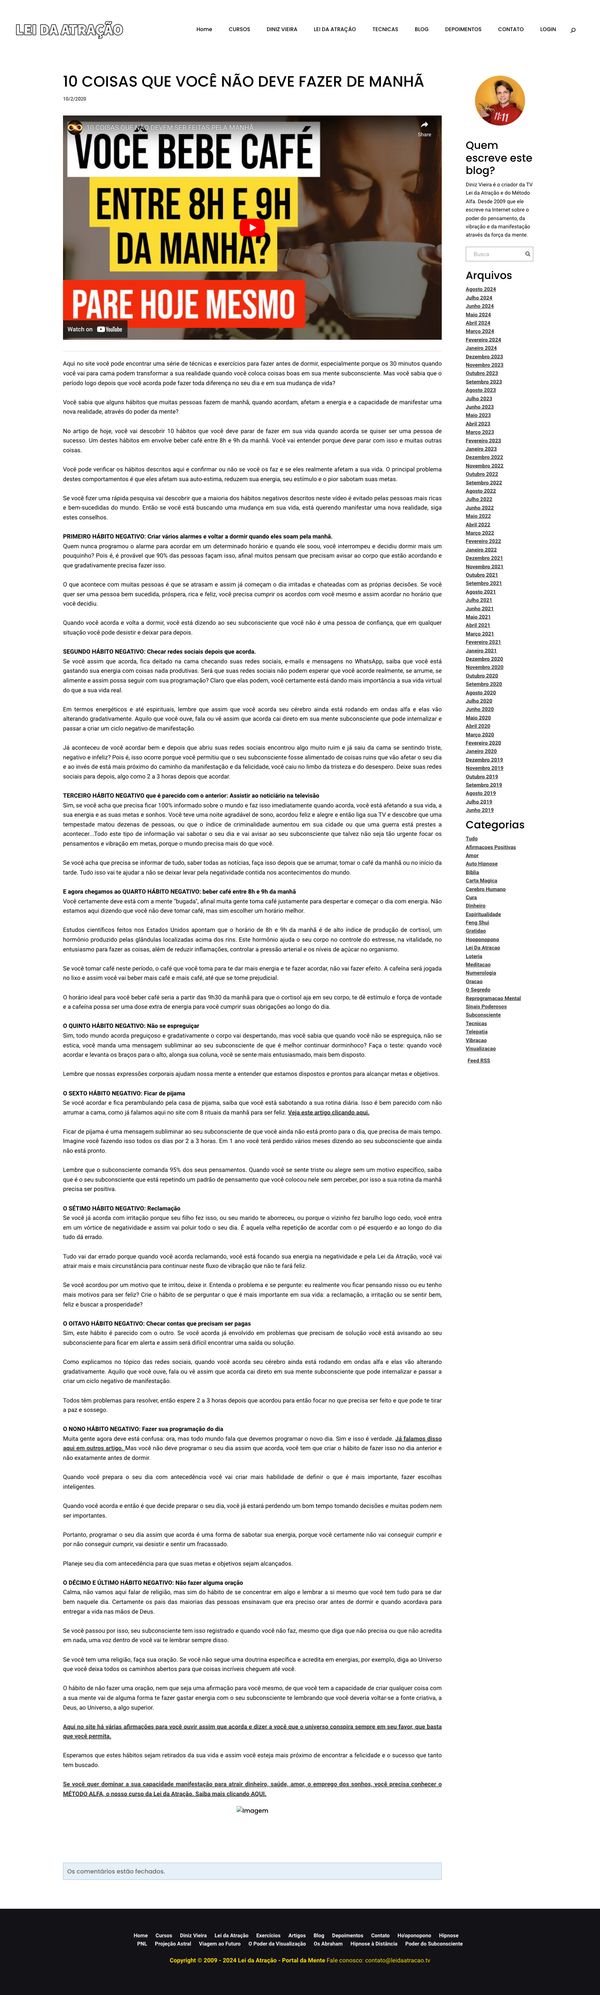 LEI DA ATRAÇÃO
Home CURSOS DINIZ VIEIRA LEI DA ATRAÇÃO TECNICAS BLOG DEPOIMENTOS CONTATO LOGIN
10 COISAS QUE VOCÊ NÃO DEVE FAZER DE MANHÃ
10/2/2020
10 COISAS QUE NÃO DEVEM SER FEITAS PELA MANHÃ
Share
VOCÊ BEBE CAFÉ
ENTRE 8H E 9H
DA MANHÃ?
PARE HOJE MESMO
Watch on YouTube
Aqui no site você pode encontrar uma série de técnicas e exercícios para fazer antes de dormir, especialmente porque os 30 minutos quando
você vai para cama podem transformar a sua realidade quando você coloca coisas boas em sua mente subconsciente. Mas você sabia que o
período logo depois que você acorda pode fazer toda diferença no seu dia e em sua mudança de vida?
Você sabia que alguns hábitos que muitas pessoas fazem de manhã, quando acordam, afetam a energia e a capacidade de manifestar uma
nova realidade, através do poder da mente?
No artigo de hoje, você vai descobrir 10 hábitos que você deve parar de fazer em sua vida quando acorda se quiser ser uma pessoa de
sucesso. Um destes hábitos em envolve beber café entre 8h e 9h da manhã. Você vai entender porque deve parar com isso e muitas outras
coisas.
Você pode verificar os hábitos descritos aqui e confirmar ou não se você os faz e se eles realmente afetam a sua vida. O principal problema
destes comportamentos é que eles afetam sua auto-estima, reduzem sua energia, seu estímulo e o pior sabotam suas metas.
Se você fizer uma rápida pesquisa vai descobrir que a maioria dos hábitos negativos descritos neste vídeo é evitado pelas pessoas mais ricas
e bem-sucedidas do mundo. Então se você está buscando uma mudança em sua vida, está querendo manifestar uma nova realidade, siga
estes conselhos.
PRIMEIRO HÁBITO NEGATIVO: Criar vários alarmes e voltar a dormir quando eles soam pela manhã.
Quem nunca programou o alarme para acordar em um determinado horário e quando ele soou, você interrompeu e decidiu dormir mais um
pouquinho? Pois é, é provável que 90% das pessoas façam isso, afinal muitos pensam que precisam avisar ao corpo que estão acordando e
que gradativamente precisa fazer isso.
O que acontece com muitas pessoas é que se atrasam e assim já começam o dia irritadas e chateadas com as próprias decisões. Se você
quer ser uma pessoa bem sucedida, próspera, rica e feliz, você precisa cumprir os acordos com você mesmo e assim acordar no horário que
você decidiu.
Quando você acorda e volta a dormir, você está dizendo ao seu subconsciente que você não é uma pessoa de confiança, que em qualquer
situação você pode desistir e deixar para depois.
SEGUNDO HÁBITO NEGATIVO: Checar redes sociais depois que acorda.
Se você assim que acorda, fica deitado na cama checando suas redes sociais, e-mails e mensagens no WhatsApp, saiba que você está
gastando sua energia com coisas nada produtivas. Será que suas redes sociais não podem esperar que você acorde realmente, se arrume, se
alimente e assim possa seguir com sua programação? Claro que elas podem, você certamente está dando mais importância a sua vida virtual
do que a sua vida real.
Em termos energéticos e até espirituais, lembre que assim que você acorda seu cérebro ainda está rodando em ondas alfa e elas vão
alterando gradativamente. Aquilo que você ouve, fala ou vê assim que acorda cai direto em sua mente subconsciente que pode internalizar e
passar a criar um ciclo negativo de manifestação.
Já aconteceu de você acordar bem e depois que abriu suas redes sociais encontrou algo muito ruim e já saiu da cama se sentindo triste,
negativo e infeliz? Pois é, isso ocorre porque você permitiu que o seu subconsciente fosse alimentado de coisas ruins que vão afetar o seu dia
e ao invés de está mais próximo do caminho da manifestação e da felicidade, você caiu no limbo da tristeza e do desespero. Deixe suas redes
sociais para depois, algo como 2 a 3 horas depois que acordar.
TERCEIRO HÁBITO NEGATIVO que é parecido com o anterior: Assistir ao noticiário na televisão
Sim, se você acha que precisa ficar 100% informado sobre o mundo e faz isso imediatamente quando acorda, você está afetando a sua vida, a
sua energia e as suas metas e sonhos. Você teve uma noite agradável de sono, acordou feliz e alegre e então liga sua TV e descobre que uma
tempestade matou dezenas de pessoas, ou que o índice de criminalidade aumentou em sua cidade ou que uma guerra está prestes a
acontecer...Todo este tipo de informação vai sabotar o seu dia e vai avisar ao seu subconsciente que talvez não seja tão urgente focar os
pensamentos e vibração em metas, porque o mundo precisa mais do que você.
Se você acha que precisa se informar de tudo, saber todas as notícias, faça isso depois que se arrumar, tomar o café da manhã ou no início da
tarde. Tudo isso vai te ajudar a não se deixar levar pela negatividade contida nos acontecimentos do mundo.
E agora chegamos ao QUARTO HÁBITO NEGATIVO: beber café entre 8h e 9h da manhã
Você certamente deve está com a mente "bugada", afinal muita gente toma café justamente para despertar e começar o dia com energia. Não
estamos aqui dizendo que você não deve tomar café, mas sim escolher um horário melhor.
Estudos científicos feitos nos Estados Unidos apontam que o horário de 8h e 9h da manhã é de alto índice de produção de cortisol, um
hormônio produzido pelas glândulas localizadas acima dos rins. Este hormônio ajuda o seu corpo no controle do estresse, na vitalidade, no
entusiasmo para fazer as coisas, além de reduzir inflamações, controlar a pressão arterial e os níveis de açúcar no organismo.
Se você tomar café neste período, o café que você toma para te dar mais energia e te fazer acordar, não vai fazer efeito. A cafeína será jogada
no lixo e assim você vai beber mais café e mais café, até que se torne prejudicial.
O horário ideal para você beber café seria a partir das 9h30 da manhã para que o cortisol aja em seu corpo, te dê estímulo e força de vontade
e a cafeína possa ser uma dose extra de energia para você cumprir suas obrigações ao longo do dia.
O QUINTO HÁBITO NEGATIVO: Não se espreguiçar
Sim, todo mundo acorda preguiçoso e gradativamente o corpo vai despertando, mas você sabia que quando você não se espreguiça, não se
estica, você manda uma mensagem subliminar ao seu subconsciente de que é melhor continuar dorminhoco? Faça o teste: quando você
acordar e levanta os braços para o alto, alonga sua coluna, você se sente mais entusiasmado, mais bem disposto.
Lembre que nossas expressões corporais ajudam nossa mente a entender que estamos dispostos e prontos para alcançar metas e objetivos.
O SEXTO HÁBITO NEGATIVO: Ficar de pijama
Se você acordar e fica perambulando pela casa de pijama, saiba que você está sabotando a sua rotina diária. Isso é bem parecido com não
arrumar a cama, como já falamos aqui no site com 8 rituais da manhã para ser feliz. Veja este artigo clicando aqui.
Ficar de pijama é uma mensagem subliminar ao seu subconsciente de que você ainda não está pronto para o dia, que precisa de mais tempo.
Imagine você fazendo isso todos os dias por 2 a 3 horas. Em 1 ano você terá perdido vários meses dizendo ao seu subconsciente que ainda
não está pronto.
Lembre que o subconsciente comanda 95% dos seus pensamentos. Quando você se sente triste ou alegre sem um motivo específico, saiba
que é o seu subconsciente que está repetindo um padrão de pensamento que você colocou nele sem perceber, por isso a sua rotina da manhã
precisa ser positiva.
O SÉTIMO HÁBITO NEGATIVO: Reclamação
Se você já acorda com irritação porque seu filho fez isso, ou seu marido te aborreceu, ou porque o vizinho fez barulho logo cedo, você entra
em um vórtice de negatividade e assim vai poluir todo o seu dia. É aquela velha repetição de acordar com o pé esquerdo e ao longo do dia
tudo dá errado.
Tudo vai dar errado porque quando você acorda reclamando, você está focando sua energia na negatividade e pela Lei da Atração, você vai
atrair mais e mais circunstância para continuar neste fluxo de vibração que não te fará feliz.
Se você acordou por um motivo que te irritou, deixe ir. Entenda o problema e se pergunte: eu realmente vou ficar pensando nisso ou eu tenho
mais motivos para ser feliz? Crie o hábito de se perguntar o que é mais importante em sua vida: a reclamação, a irritação ou se sentir bem,
feliz e buscar a prosperidade?
O OITAVO HÁBITO NEGATIVO: Checar contas que precisam ser pagas
Sim, este hábito é parecido com o outro. Se você acorda já envolvido em problemas que precisam de solução você está avisando ao seu
subconsciente para ficar em alerta e assim será difícil encontrar uma saída ou solução.
Como explicamos no tópico das redes sociais, quando você acorda seu cérebro ainda está rodando em ondas alfa e elas vão alterando
gradativamente. Aquilo que você ouve, fala ou vê assim que acorda cai direto em sua mente subconsciente que pode internalizar e passar a
criar um ciclo negativo de manifestação.
Todos têm problemas para resolver, então espere 2 a 3 horas depois que acordou para então focar no que precisa ser feito e que pode te tirar
a paz e sossego.
O NONO HÁBITO NEGATIVO: Fazer sua programação do dia
Muita gente agora deve está confusa: ora, mas todo mundo fala que devemos programar o novo dia. Sim e isso é verdade. Já falamos disso
aqui em outros artigo. Mas você não deve programar o seu dia assim que acorda, você tem que criar o hábito de fazer isso no dia anterior e
não exatamente antes de dormir.
Quando você prepara o seu dia com antecedência você vai criar mais habilidade de definir o que é mais importante, fazer escolhas
inteligentes.
Quando você acorda e então é que decide preparar o seu dia, você já estará perdendo um bom tempo tomando decisões e muitas podem nem
ser importantes.
Portanto, programar o seu dia assim que acorda é uma forma de sabotar sua energia, porque você certamente não vai conseguir cumprir e
por não conseguir cumprir, vai desistir e sentir um fracassado.
Planeje seu dia com antecedência para que suas metas e objetivos sejam alcançados.
O DÉCIMO E ÚLTIMO HÁBITO NEGATIVO: Não fazer alguma oração
Calma, não vamos aqui falar de religião, mas sim do hábito de se concentrar em algo e lembrar a si mesmo que você tem tudo para se dar
bem naquele dia. Certamente os pais das maiorias das pessoas ensinavam que era preciso orar antes de dormir e quando acordava para
entregar a vida nas mãos de Deus.
Se você passou por isso, seu subconsciente tem isso registrado e quando você não faz, mesmo que diga que não precisa ou que não acredita
em nada, uma voz dentro de você vai te lembrar sempre disso.
Se você tem uma religião, faça sua oração. Se você não segue uma doutrina específica e acredita em energias, por exemplo, diga ao Universo
que você deixa todos os caminhos abertos para que coisas incríveis cheguem até você.
O hábito de não fazer uma oração, nem que seja uma afirmação para você mesmo, de que você tem a capacidade de criar qualquer coisa com
a sua mente vai de alguma forma te fazer gastar energia com o seu subconsciente te lembrando que você deveria voltar-se a fonte criativa, a
Deus, ao Universo, a algo superior.
Aqui no site há várias afirmações para você ouvir assim que acorda e dizer a você que o universo conspira sempre em seu favor, que basta
que você permita.
Esperamos que estes hábitos sejam retirados da sua vida e assim você esteja mais próximo de encontrar a felicidade e o sucesso que tanto
tem buscado.
Se você quer dominar a sua capacidade manifestação para atrair dinheiro, saúde, amor, o emprego dos sonhos, você precisa conhecer o
MÉTODO ALFA, o nosso curso da Lei da Atração. Saiba mais clicando AQUI.
Imagem
Os comentários estão fechados.
11:11
Quem
escreve este
blog?
Diniz Vieira é o criador da TV
Lei da Atração e do Método
Alfa. Desde 2009 que ele
escreve na Internet sobre o
poder do pensamento, da
vibração e da manifestação
através da força da mente.
Busca
Arquivos
Agosto 2024
Julho 2024
Junho 2024
Maio 2024
Abril 2024
Março 2024
Fevereiro 2024
Janeiro 2024
Dezembro 2023
Novembro 2023
Outubro 2023
Setembro 2023
Agosto 2023
Julho 2023
Junho 2023
Maio 2023
Abril 2023
Março 2023
Fevereiro 2023
Janeiro 2023
Dezembro 2022
Novembro 2022
Outubro 2022
Setembro 2022
Agosto 2022
Julho 2022
Junho 2022
Maio 2022
Abril 2022
Março 2022
Fevereiro 2022
Janeiro 2022
Dezembro 2021
Novembro 2021
Outubro 2021
Setembro 2021
Agosto 2021
Julho 2021
Junho 2021
Maio 2021
Abril 2021
Março 2021
Fevereiro 2021
Janeiro 2021
Dezembro 2020
Novembro 2020
Outubro 2020
Setembro 2020
Agosto 2020
Julho 2020
Junho 2020
Maio 2020
Abril 2020
Março 2020
Fevereiro 2020
Janeiro 2020
Dezembro 2019
Novembro 2019
Outubro 2019
Setembro 2019
Agosto 2019
Julho 2019
Junho 2019
Categorias
Tudo
Afirmacoes Positivas
Amor
Auto Hipnose
Bíblia
Carta Magica
Cerebro Humano
Cura
Dinheiro
Espiritualidade
Feng Shui
Gratidao
Hooponopono
Lei Da Atracao
Loteria
Meditacao
Numerologia
Oracao
O Segredo
Reprogramacao Mental
Sinais Poderosos
Subconsciente
Tecnicas
Telepatia
Vibracao
Visualizacao
Feed RSS
Home Cursos Diniz Vieira Lei da Atração Exercícios Artigos Blog Depoimentos Contato Ho'oponopono Hipnose
PNL Projeção Astral Viagem ao Futuro O Poder da Visualização Os Abraham Hipnose à Distância Poder do Subconsciente
Copyright © 2009 - 2024 Lei da Atração - Portal da Mente Fale conosco: contato@leidaatracao.tv